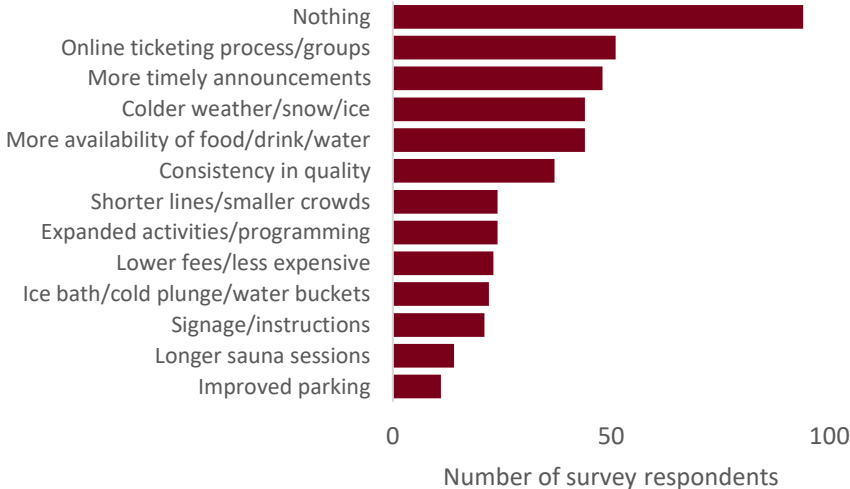 Nothing
Online ticketing process/groups
More timely announcements
Colder weather/snow/ice
More availability of food/drink/water
Consistency in quality
Shorter lines/smaller crowds
Expanded activities/programming
Lower fees/less expensive
Ice bath/cold plunge/water buckets
Signage/instructions
Longer sauna sessions
Improved parking
0 50 100
Number of survey respondents